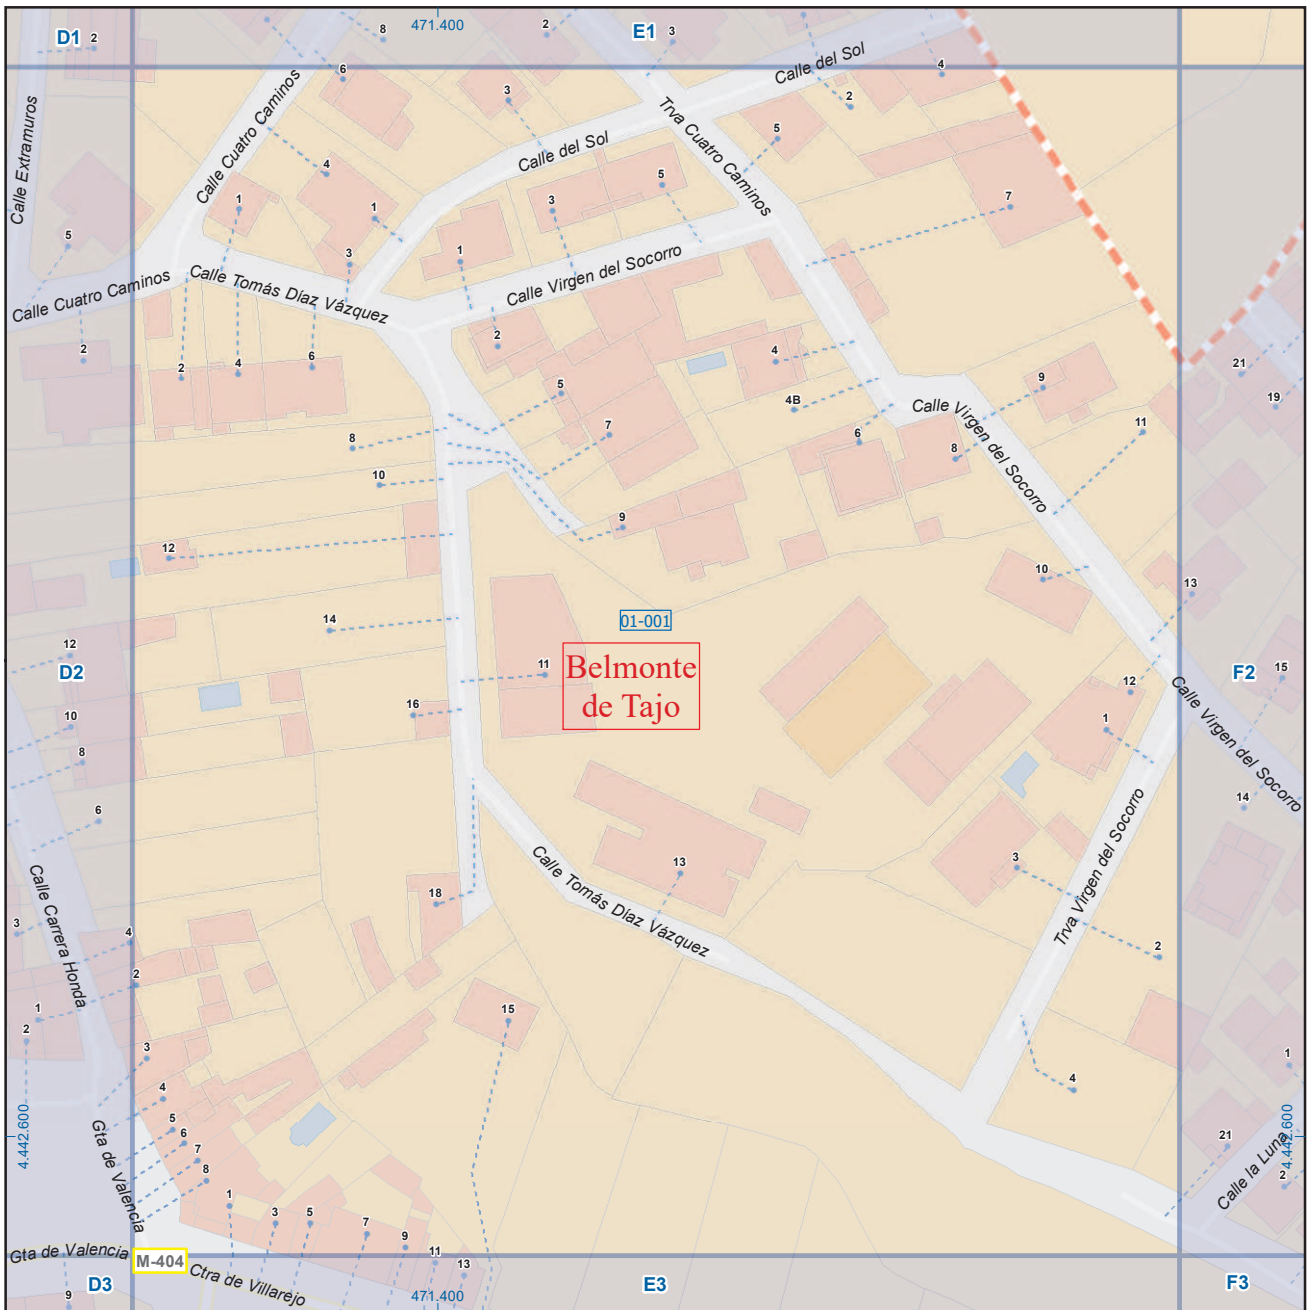 D1
2
8
471.400
2
E1
3
6
Calle del Sol
4
3
2
Calle Extramuros
Calle Cuatro Caminos
Trva Cuatro Caminos
5
Calle del Sol
4
5
1
1
3
7
5
3
1
Calle Virgen del Socorro
Calle Cuatro Caminos
Calle Tomás Díaz Vázquez
2
2
2
4
6
4
21
9
19
5
4B
Calle Virgen del Socorro
11
8
7
6
8
10
9
12
10
13
14
01-001
12
D2
11
Belmonte
de Tajo
15
F2
12
16
10
1
Calle Virgen del Socorro
8
6
14
Calle Carrera Honda
Calle Tomás Díaz Vázquez
13
3
Trva Virgen del Socorro
18
3
4
2
2
1
15
2
3
1
4
4
5
6
7
8
4.442.600
Gta de Valencia
21
4.442.600
Calle la Luna
2
1
3
5
7
9
11
13
Gta de Valencia
M-404
Ctra de Villarejo
D3
9
471.400
E3
F3